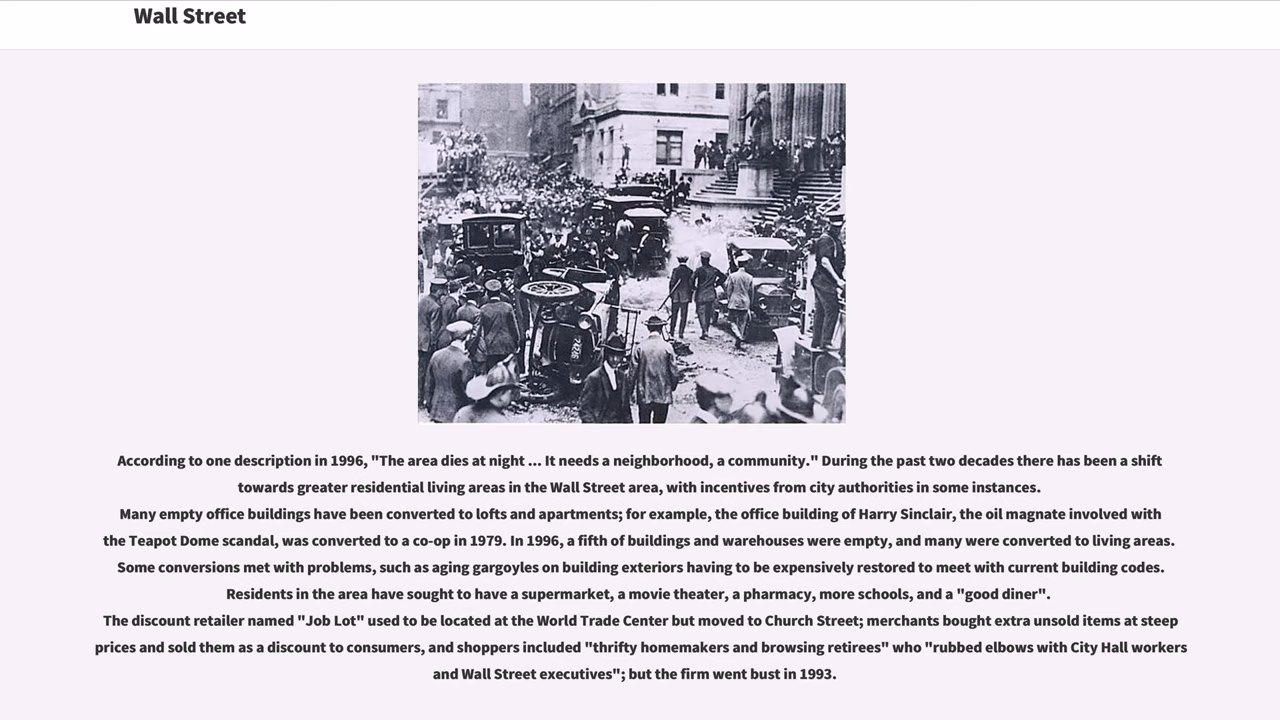 Wall Street
According to one description in 1996, "The area dies at night ... It needs a neighborhood, a community." During the past two decades there has been a shift
towards greater residential living areas in the Wall Street area, with incentives from city authorities in some instances.
Many empty office buildings have been converted to lofts and apartments; for example, the office building of Harry Sinclair, the oil magnate involved with
the Teapot Dome scandal, was converted to a co-op in 1979. In 1996, a fifth of buildings and warehouses were empty, and many were converted to living areas.
Some conversions met with problems, such as aging gargoyles on building exteriors having to be expensively restored to meet with current building codes.
Residents in the area have sought to have a supermarket, a movie theater, a pharmacy, more schools, and a "good diner".
The discount retailer named "Job Lot" used to be located at the World Trade Center but moved to Church Street; merchants bought extra unsold items at steep
prices and sold them as a discount to consumers, and shoppers included "thrifty homemakers and browsing retirees" who "rubbed elbows with City Hall workers
and Wall Street executives"; but the firm went bust in 1993.